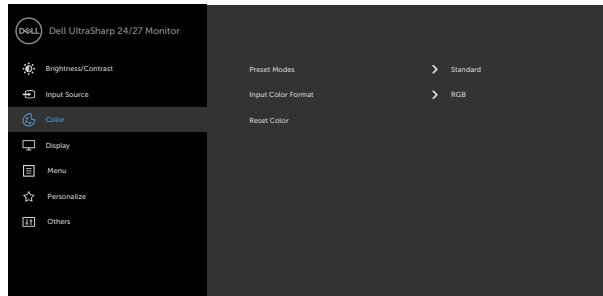 DELL Dell UltraSharp 24/27 Monitor
Brightness/Contrast
Input Source
Color
Display
Menu
Personalize
Others
Preset Modes Standard
Input Color Format RGB
Reset Color